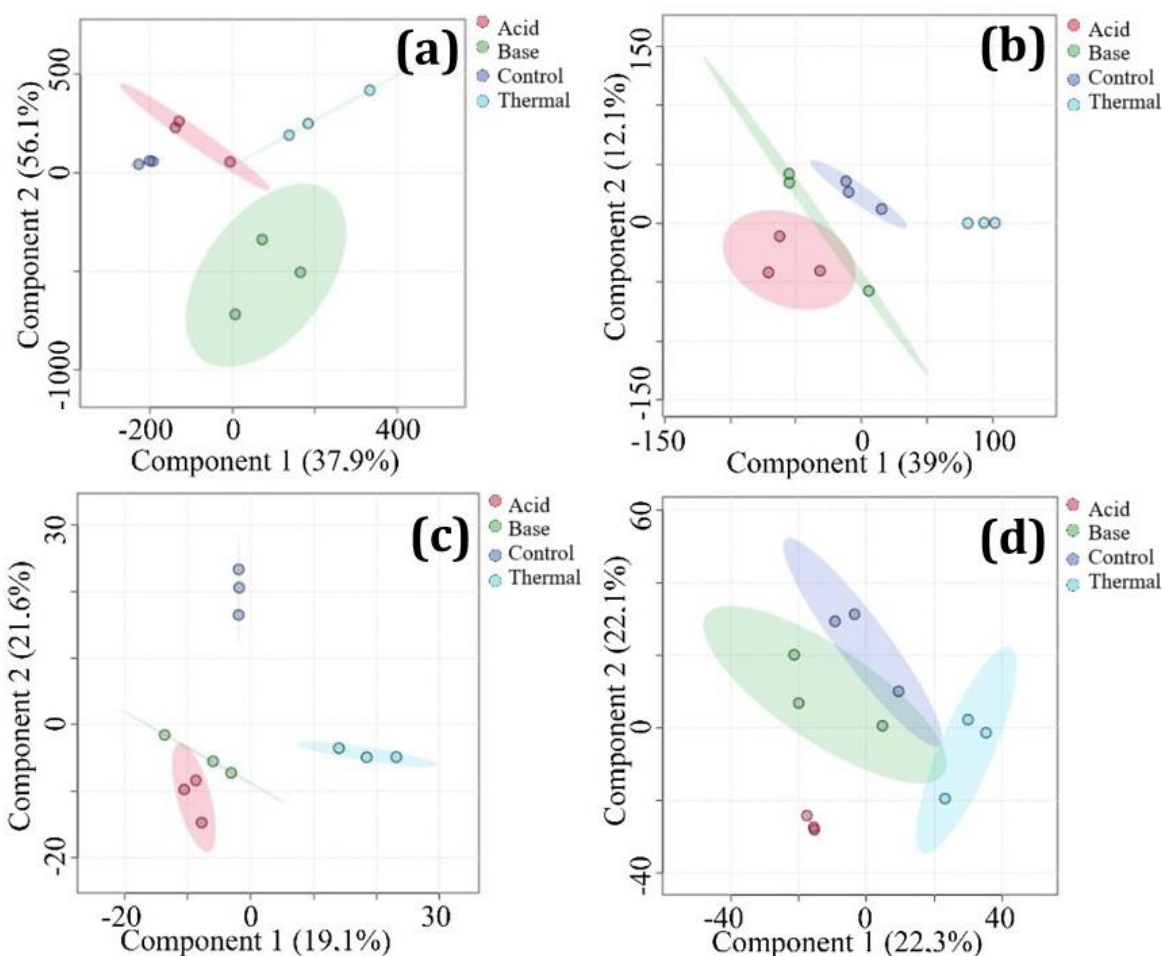 (a)
Acid
Base
Control
Thermal
Component 2 (56.1%)
500
0
-1000
-200 0 400
Component 1 (37.9%)
(b)
Acid
Base
Control
Thermal
Component 2 (12.1%)
150
0
-150
-150 0 100
Component 1 (39%)
(c)
Acid
Base
Control
Thermal
Component 2 (21.6%)
30
0
-20
-20 0 30
Component 1 (19.1%)
(d)
Acid
Base
Control
Thermal
Component 2 (22.1%)
60
0
-40
-40 0 40
Component 1 (22.3%)